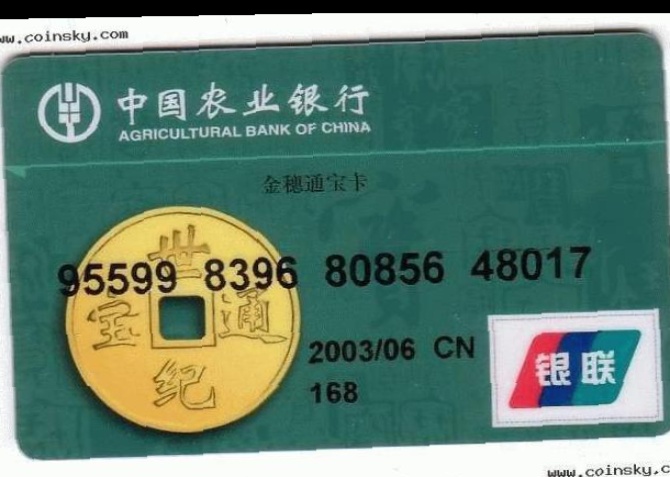 www.coinsky.com
中国农业银行
AGRICULTURAL BANK OF CHINA
金穗通宝卡
世
95599 8396 80856 48017
宝 通
纪
2003/06 CN
168
银联
www.coinsky.c